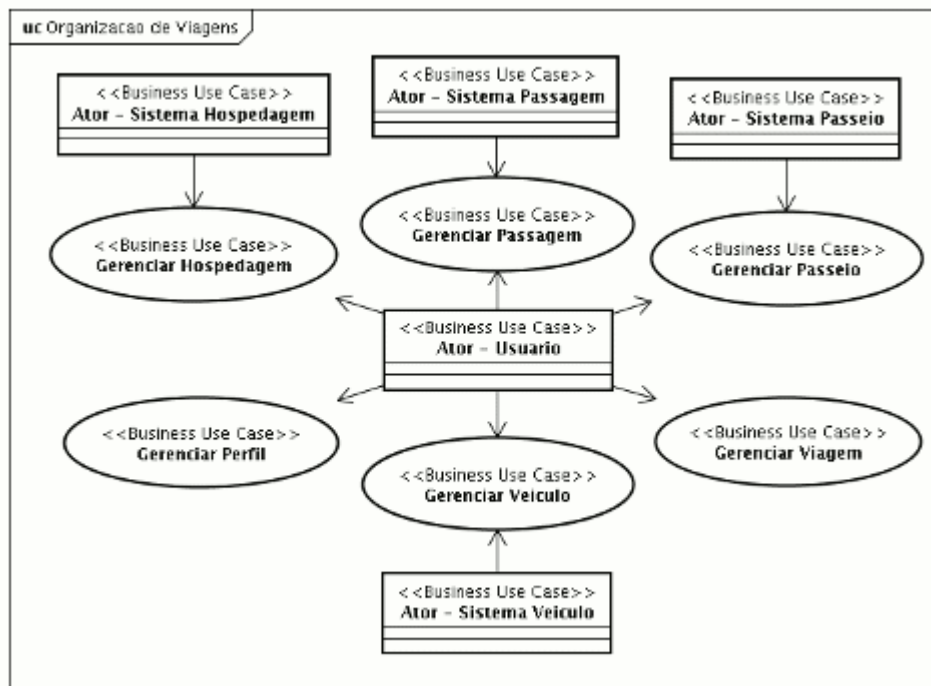 uc Organizacao de Viagens
<<Business Use Case>>
Ator - Sistema Hospedagem
<<Business Use Case>>
Ator - Sistema Passagem
<<Business Use Case>>
Ator - Sistema Passeio
<<Business Use Case>>
Gerenciar Hospedagem
<<Business Use Case>>
Gerenciar Passagem
<<Business Use Case>>
Gerenciar Passeio
<<Business Use Case>>
Ator - Usuario
<<Business Use Case>>
Gerenciar Perfil
<<Business Use Case>>
Gerenciar Veiculo
<<Business Use Case>>
Gerenciar Viagem
<<Business Use Case>>
Ator - Sistema Veiculo